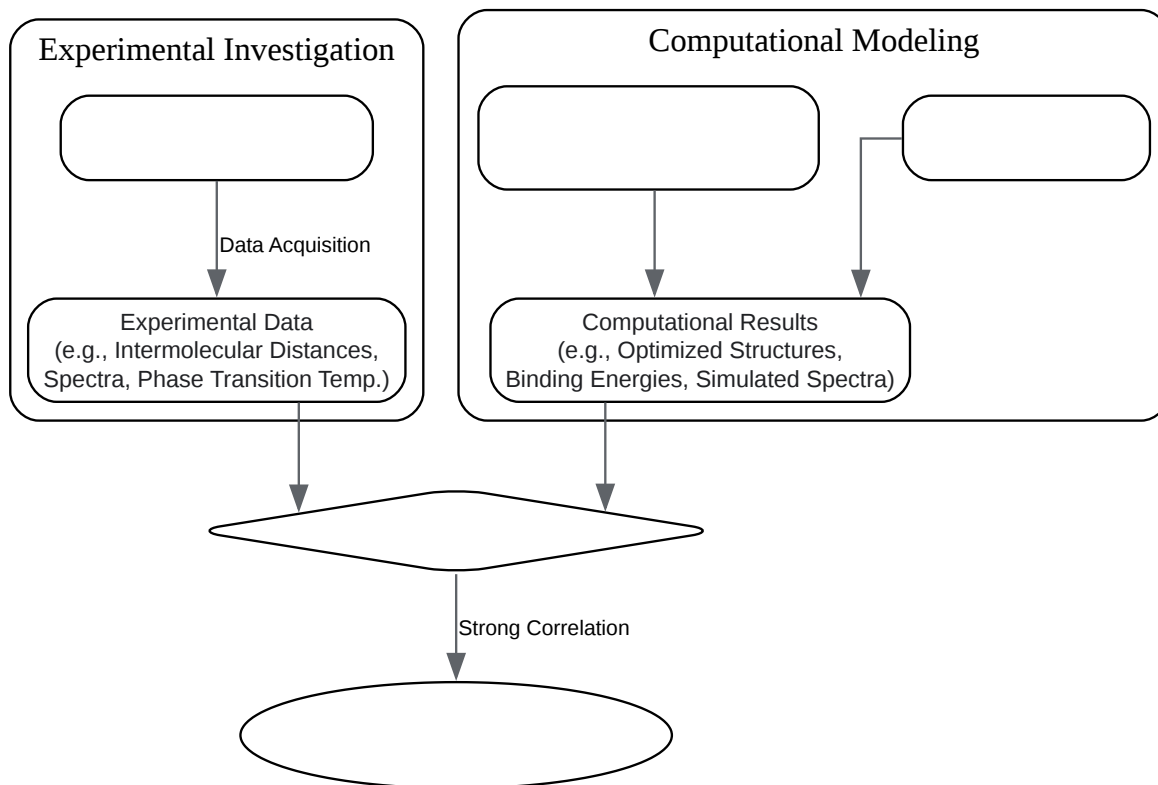 Experimental Investigation
Computational Modeling
Data Acquisition
Experimental Data
(e.g., Intermolecular Distances,
Spectra, Phase Transition Temp.)
Computational Results
(e.g., Optimized Structures,
Binding Energies, Simulated Spectra)
Strong Correlation